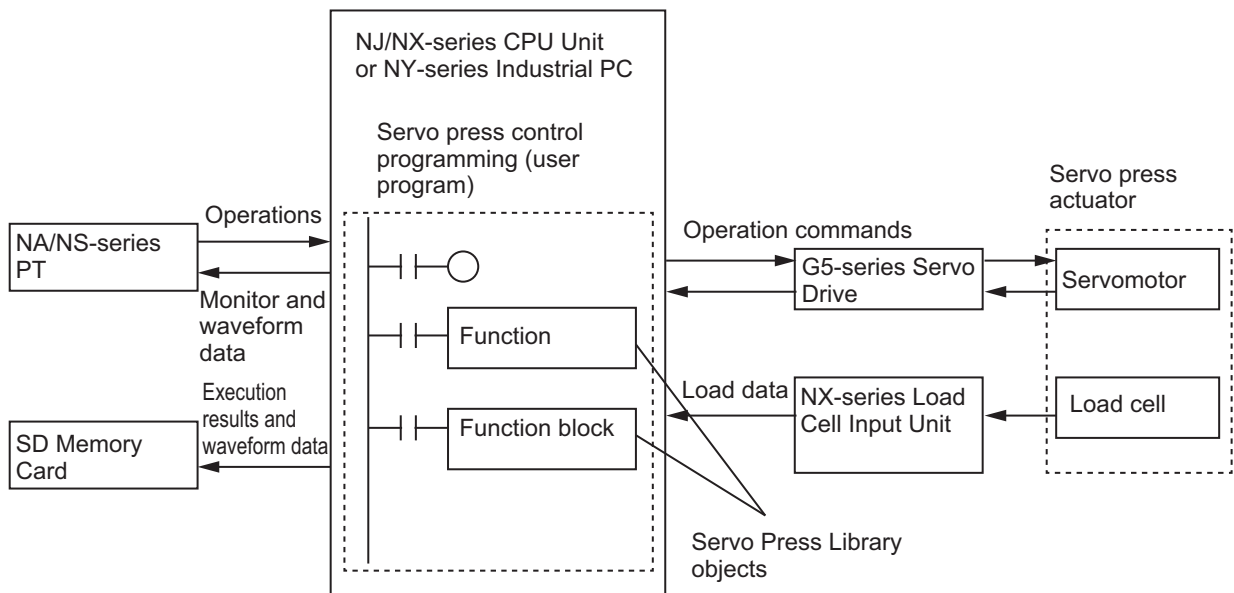 NJ/NX-series CPU Unit
or NY-series Industrial PC
Servo press control
programming (user
program)
Servo press
actuator
Operations
NA/NS-series
PT
Monitor and
waveform
data
Operation commands
G5-series Servo
Drive
Servomotor
Function
Execution
results and
waveform data
SD Memory
Card
Function block
Load data
NX-series Load
Cell Input Unit
Load cell
Servo Press Library
objects